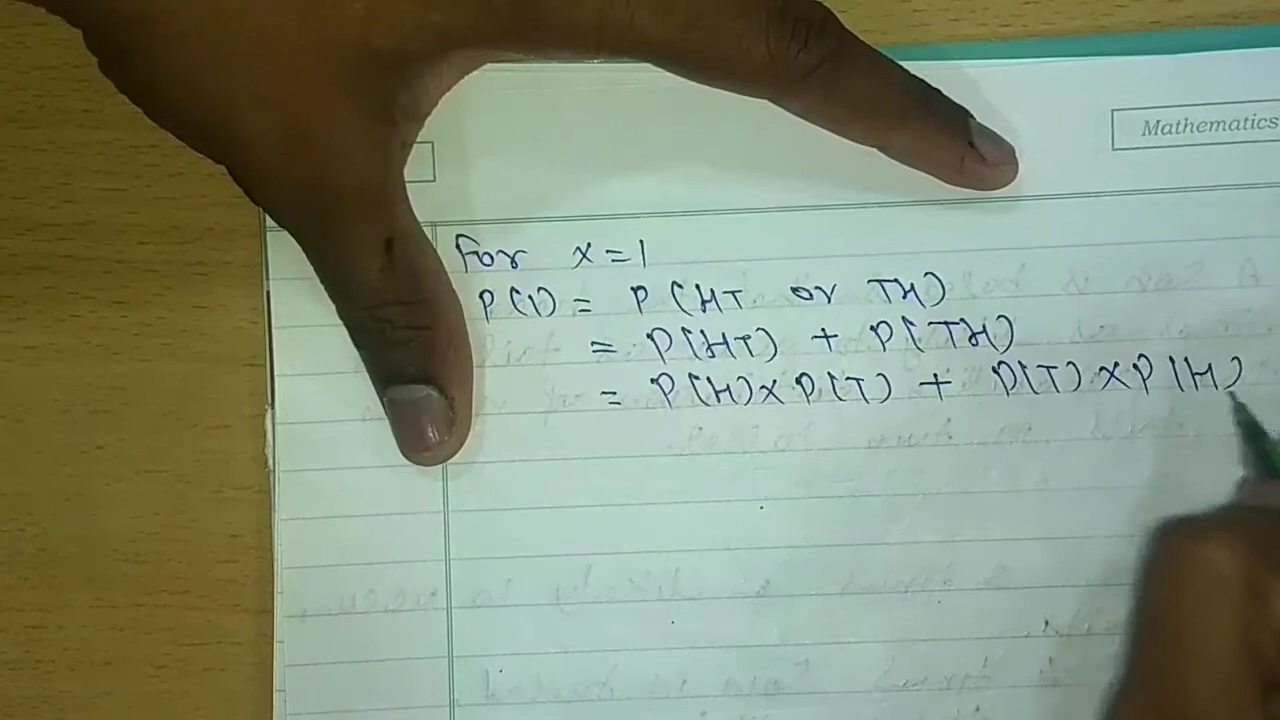 Mathematics
For x = 1
P(1) = P(HT or TH)
= P(HT) + P(TH)
= P(H)×P(T) + P(T)×P(H)